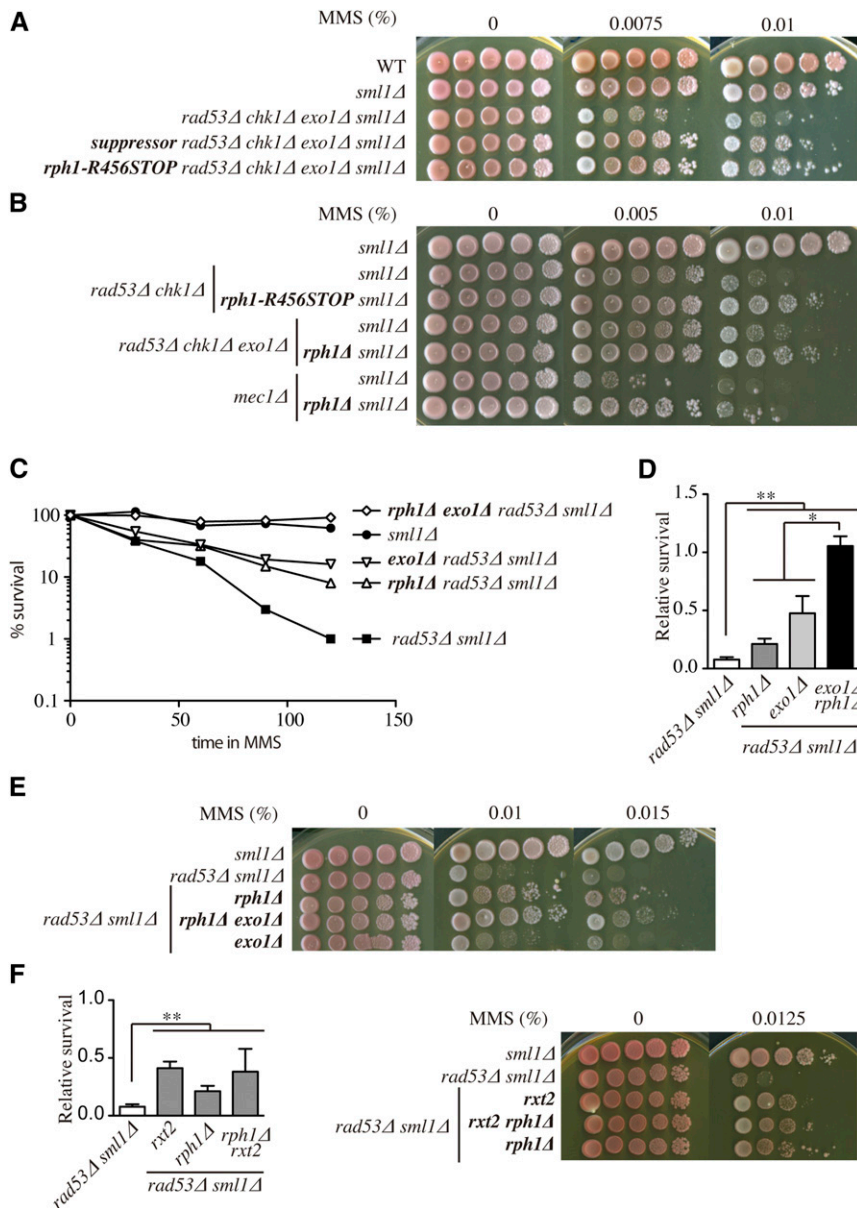 A
MMS (%)
0
0.0075
0.01
WT
sml1Δ
rad53Δ chk1Δ exo1Δ sml1Δ
suppressor rad53Δ chk1Δ exo1Δ sml1Δ
rph1-R456STOP rad53Δ chk1Δ exo1Δ sml1Δ
B
MMS (%)
0
0.005
0.01
sml1Δ
rad53Δ chk1Δ
sml1Δ
rph1-R456STOP sml1Δ
rad53Δ chk1Δ exo1Δ
sml1Δ
rph1Δ sml1Δ
mec1Δ
sml1Δ
rph1Δ sml1Δ
C
% survival
100
10
1
0.1
0
50
100
150
time in MMS
rph1Δ exo1Δ rad53Δ sml1Δ
sml1Δ
exo1Δ rad53Δ sml1Δ
rph1Δ rad53Δ sml1Δ
rad53Δ sml1Δ
D
Relative survival
1.5
1.0
0.5
0.0
**
*
rad53Δ sml1Δ
rph1Δ
exo1Δ
exo1Δ
rph1Δ
rad53Δ sml1Δ
E
MMS (%)
0
0.01
0.015
sml1Δ
rad53Δ sml1Δ
rad53Δ sml1Δ
rph1Δ
rph1Δ exo1Δ
exo1Δ
F
Relative survival
1.0
0.5
0.0
**
rad53Δ sml1Δ
rxt2
rph1Δ
rph1Δ
rxt2
rad53Δ sml1Δ
MMS (%)
0
0.0125
sml1Δ
rad53Δ sml1Δ
rad53Δ sml1Δ
rxt2
rxt2 rph1Δ
rph1Δ